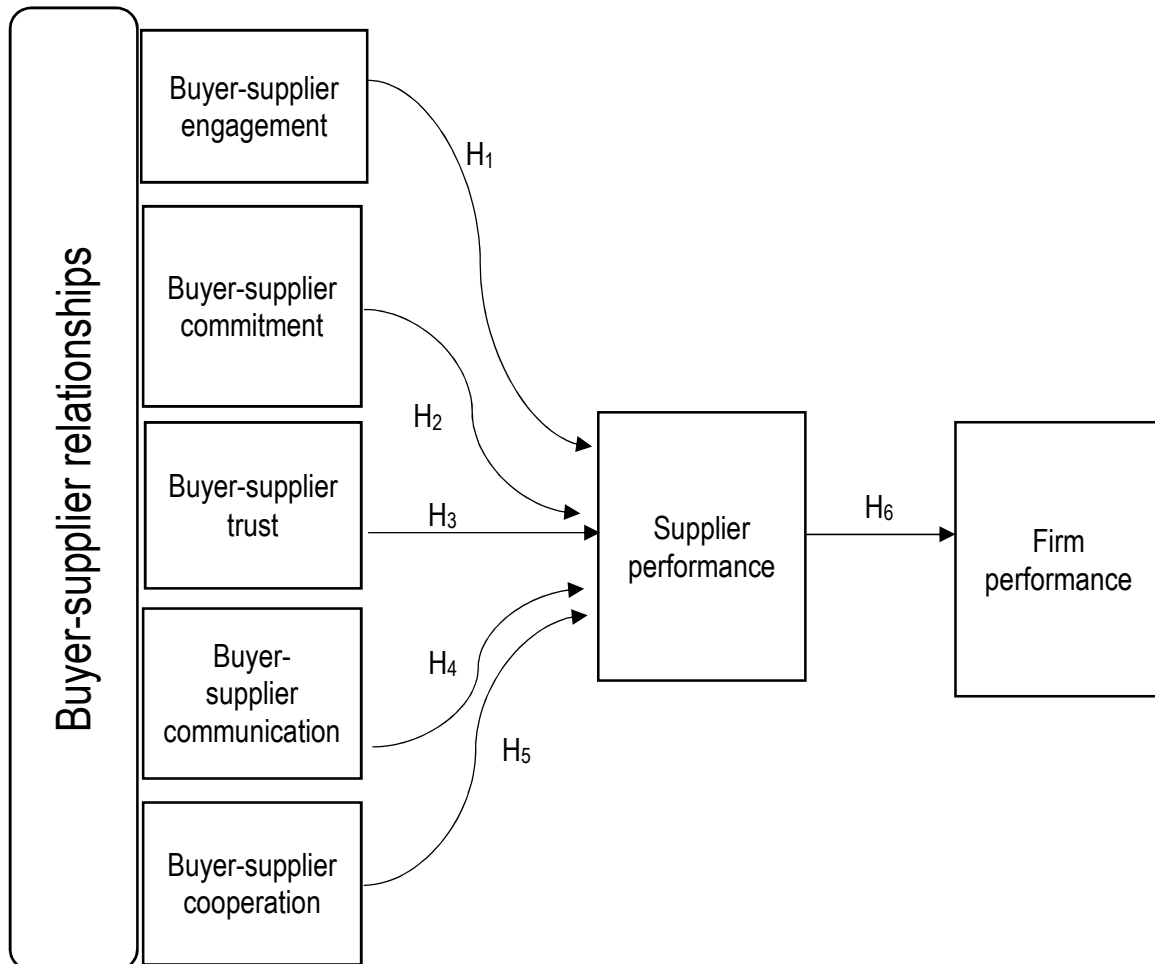 Buyer-supplier relationships
Buyer-supplier
engagement
H₁
Buyer-supplier
commitment
H₂
Buyer-supplier
trust
H₃
Buyer-
supplier
communication
H₄
Buyer-supplier
cooperation
H₅
Supplier
performance
H₆
Firm
performance